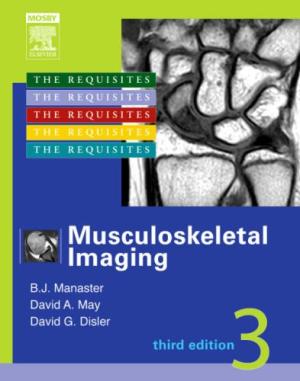 MOSBY
ELSEVIER
THE REQUISITES
THE REQUISITES
THE REQUISITES
THE REQUISITES
THE REQUISITES
Musculoskeletal
Imaging
B.J. Manaster
David A. May
David G. Disler
third edition
3